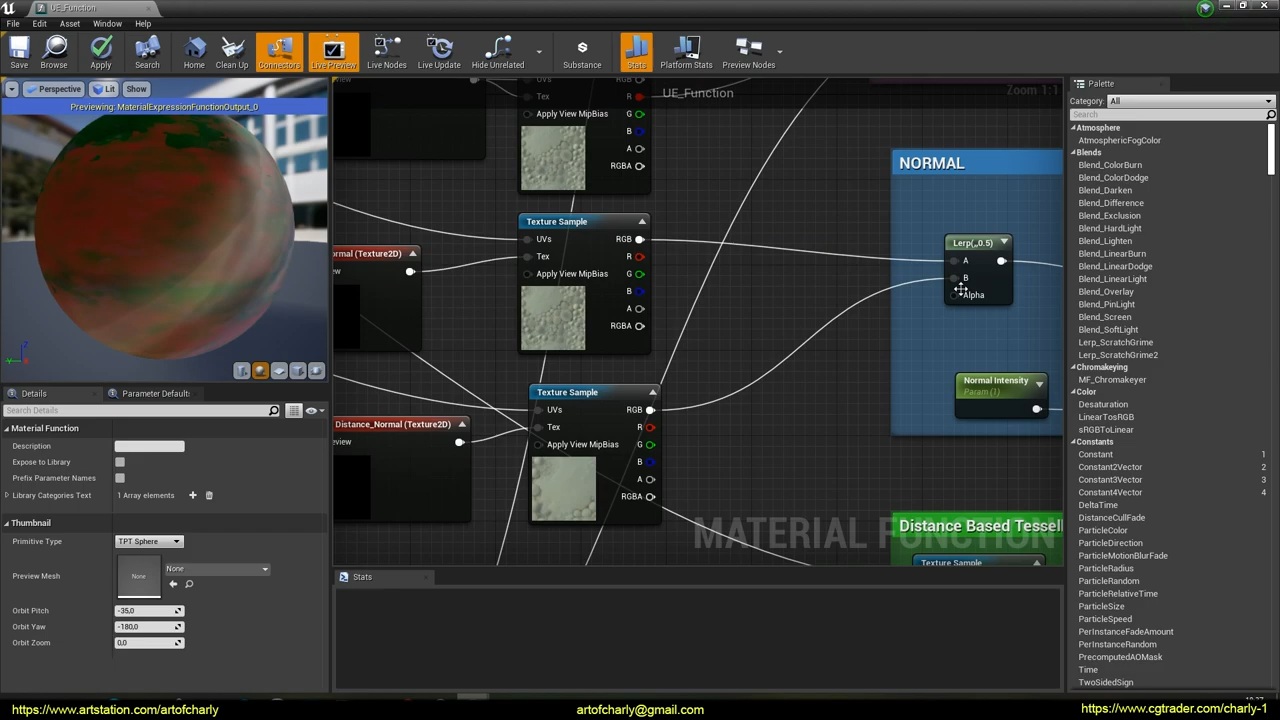 UE_Function
File Edit Asset Window Help
Save Browse Apply Search Home Clean Up Connectors Live Preview Live Nodes Live Update Hide Unrelated Substance Stats Platform Stats Preview Nodes
Perspective Lit Show
Previewing: MaterialExpressionFunctionOutput_0
UE_Function
Zoom 1:1
UVs RGB
Tex R
Apply View MipBias G
B
A
RGBA
Texture Sample
UVs RGB
Tex R
Apply View MipBias G
B
A
RGBA
ormal (Texture2D)
ew
Texture Sample
UVs RGB
Tex R
Apply View MipBias G
B
A
RGBA
Distance_Normal (Texture2D)
eview
NORMAL
Lerp(,,0.5)
A
B
Alpha
Normal Intensity
Param (1)
MATERIAL FUNCTION
Distance Based Tessell
Texture Sample
Stats
Details Parameter Default:
Search Details
Material Function
Description
Expose to Library
Prefix Parameter Names
Library Categories Text 1 Array elements
Thumbnail
Primitive Type TPT Sphere
Preview Mesh None None
Orbit Pitch -35,0
Orbit Yaw -180,0
Orbit Zoom 0,0
Palette
Category: All
Search
Atmosphere
AtmosphericFogColor
Blends
Blend_ColorBurn
Blend_ColorDodge
Blend_Darken
Blend_Difference
Blend_Exclusion
Blend_HardLight
Blend_Lighten
Blend_LinearBurn
Blend_LinearDodge
Blend_LinearLight
Blend_Overlay
Blend_PinLight
Blend_Screen
Blend_SoftLight
Lerp_ScratchGrime
Lerp_ScratchGrime2
Chromakeying
MF_Chromakeyer
Color
Desaturation
LinearTosRGB
sRGBToLinear
Constants
Constant 1
Constant2Vector 2
Constant3Vector 3
Constant4Vector 4
DeltaTime
DistanceCullFade
ParticleColor
ParticleDirection
ParticleMotionBlurFade
ParticleRadius
ParticleRandom
ParticleRelativeTime
ParticleSize
ParticleSpeed
PerInstanceFadeAmount
PerInstanceRandom
PrecomputedAOMask
Time
TwoSidedSign
https://www.artstation.com/artofcharly
artofcharly@gmail.com
https://www.cgtrader.com/charly-1